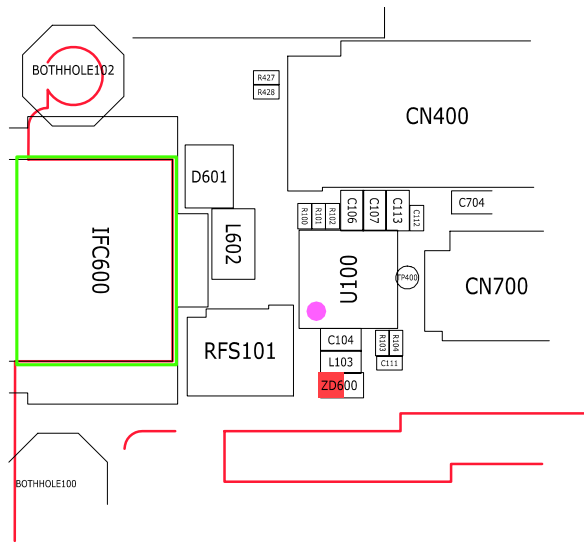 BOTHHOLE102
R427
R428
CN400
D601
R100
R101
R102
C106
C107
C113
C112
C704
IFC600
L602
U100
TP400
CN700
RFS101
C104
R103
R104
L103
C111
ZD600
BOTHHOLE100